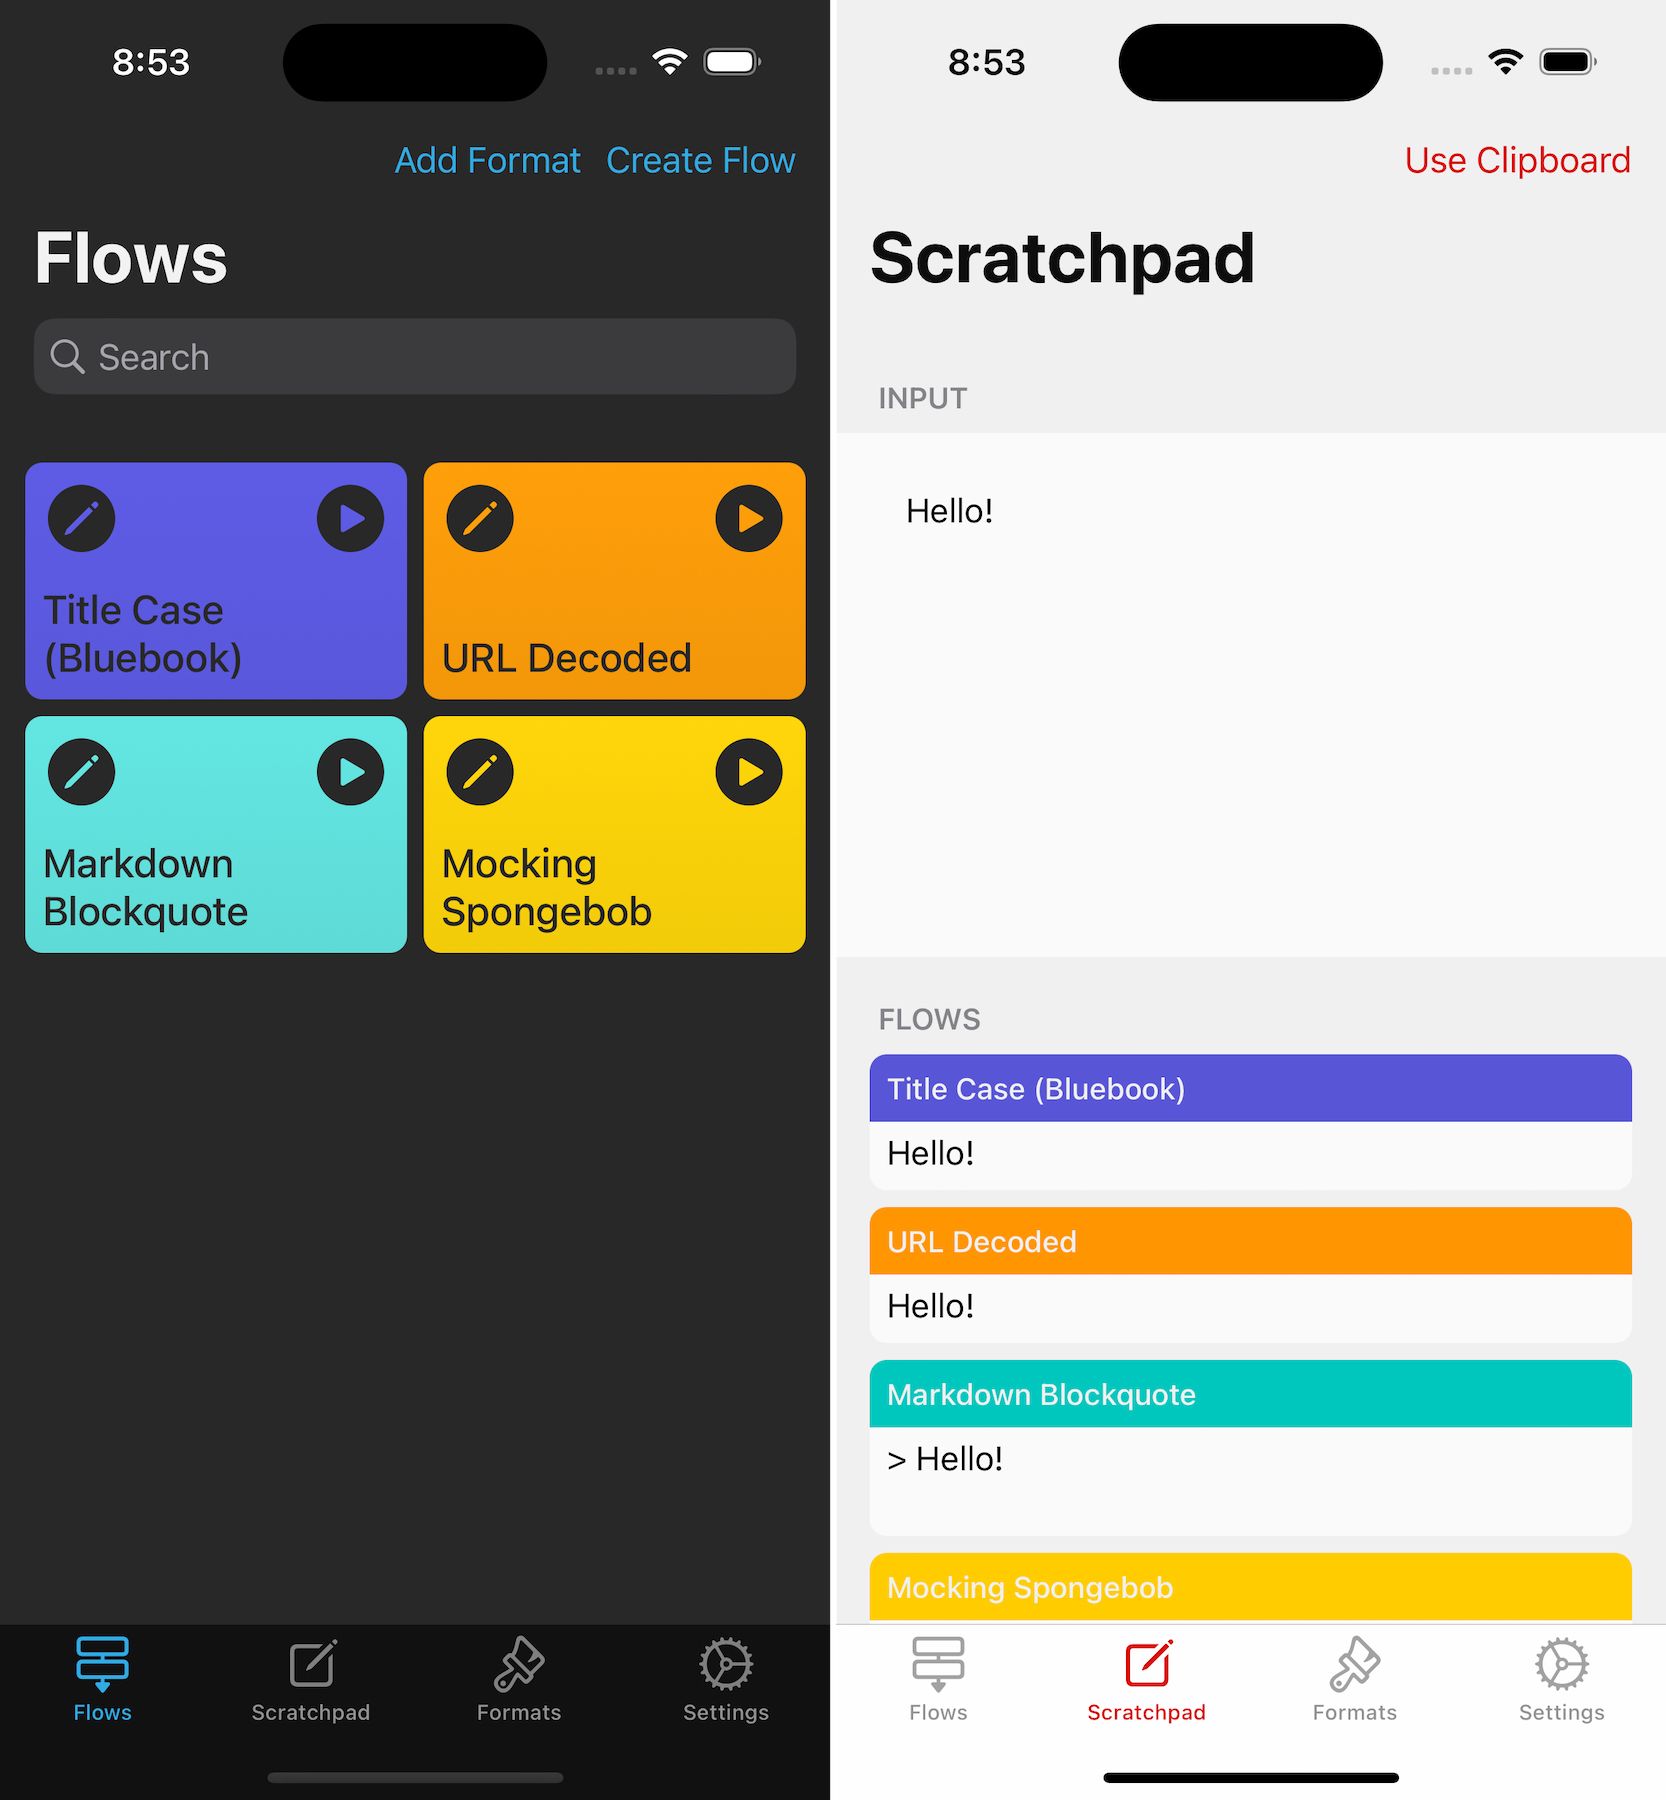 8:53
Add Format Create Flow
Flows
Search
Title Case
(Bluebook)
URL Decoded
Markdown
Blockquote
Mocking
Spongebob
Flows Scratchpad Formats Settings
8:53
Use Clipboard
Scratchpad
INPUT
Hello!
FLOWS
Title Case (Bluebook)
Hello!
URL Decoded
Hello!
Markdown Blockquote
> Hello!
Mocking Spongebob
Flows Scratchpad Formats Settings